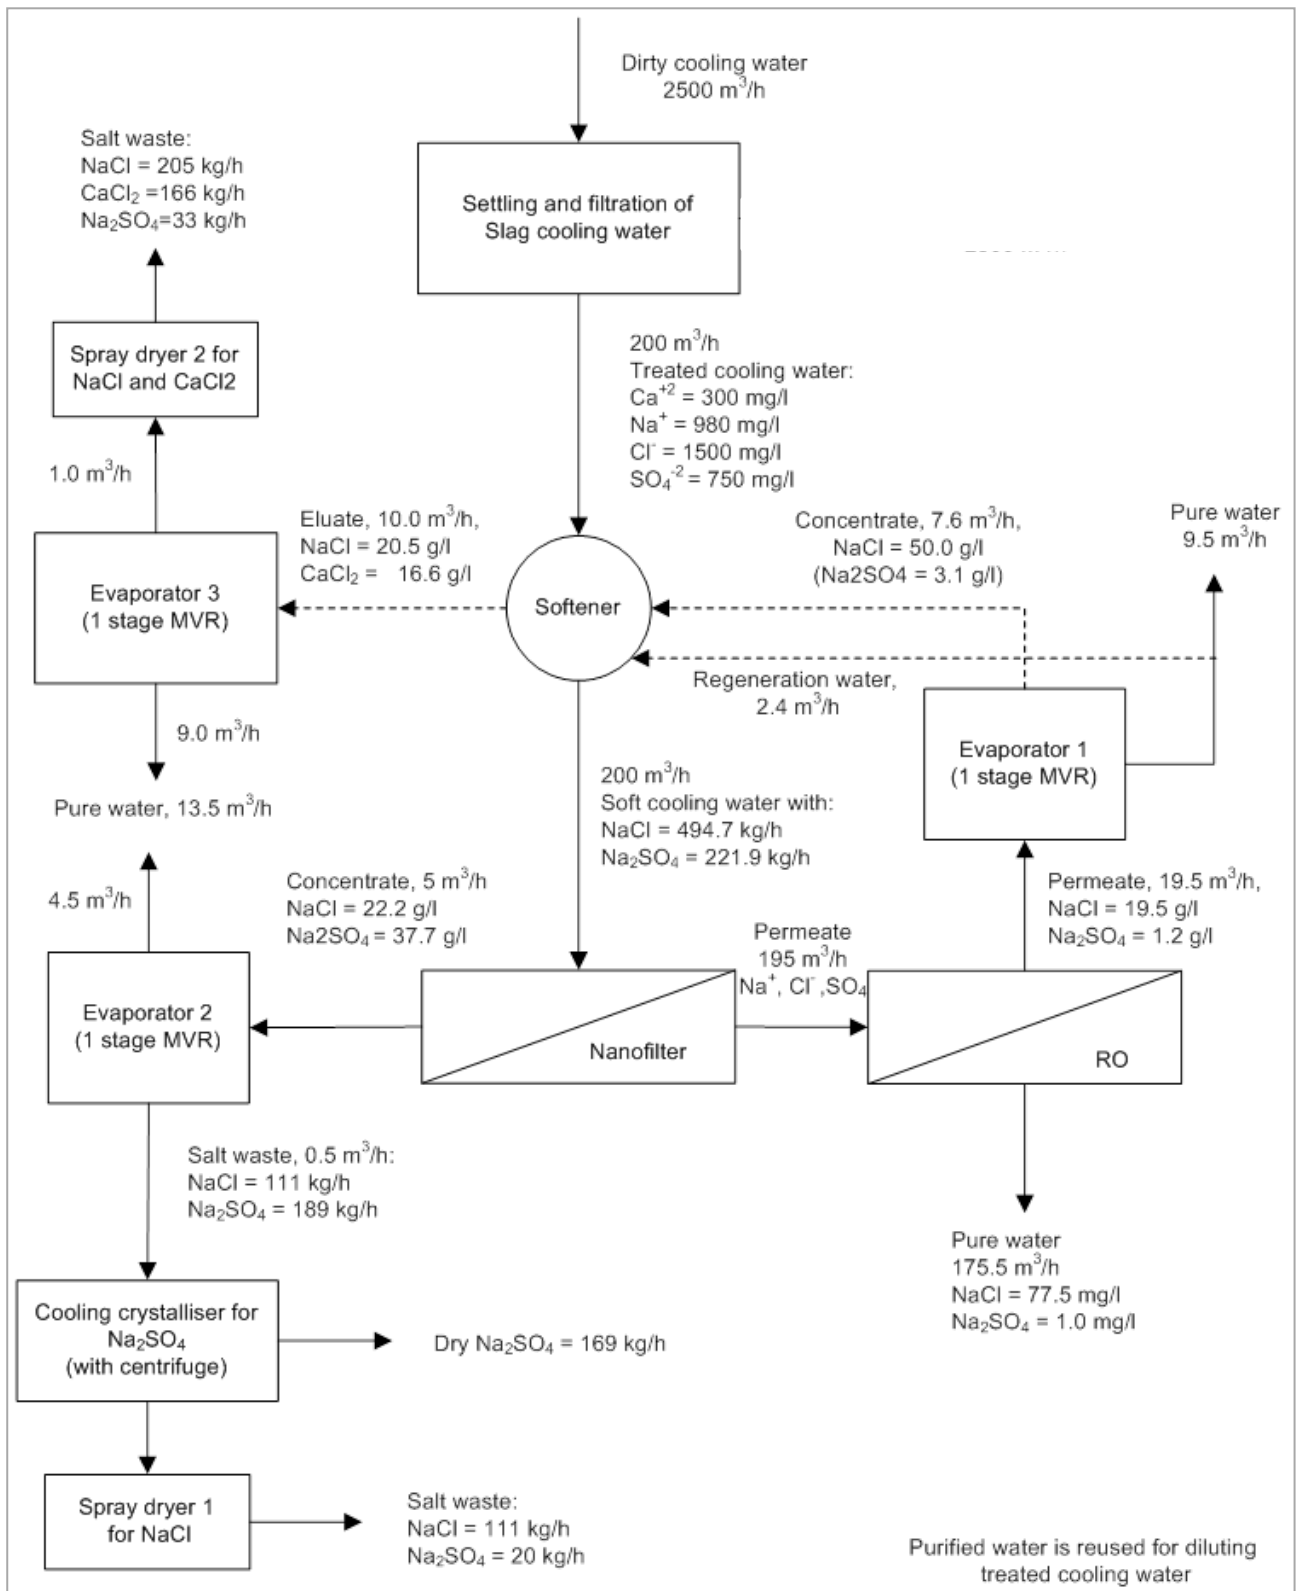 Dirty cooling water
2500 m³/h
Salt waste:
NaCl = 205 kg/h
CaCl₂ =166 kg/h
Na₂SO₄=33 kg/h
Settling and filtration of
Slag cooling water
Spray dryer 2 for
NaCl and CaCl2
200 m³/h
Treated cooling water:
Ca⁺² = 300 mg/l
Na⁺ = 980 mg/l
Cl⁻ = 1500 mg/l
SO₄⁻² = 750 mg/l
1.0 m³/h
Eluate, 10.0 m³/h,
NaCl = 20.5 g/l
CaCl₂ = 16.6 g/l
Concentrate, 7.6 m³/h,
NaCl = 50.0 g/l
(Na2SO4 = 3.1 g/l)
Pure water
9.5 m³/h
Evaporator 3
(1 stage MVR)
Softener
Regeneration water,
2.4 m³/h
9.0 m³/h
Evaporator 1
(1 stage MVR)
Pure water, 13.5 m³/h
200 m³/h
Soft cooling water with:
NaCl = 494.7 kg/h
Na₂SO₄ = 221.9 kg/h
4.5 m³/h
Concentrate, 5 m³/h
NaCl = 22.2 g/l
Na2SO₄ = 37.7 g/l
Permeate, 19.5 m³/h,
NaCl = 19.5 g/l
Na₂SO₄ = 1.2 g/l
Permeate
195 m³/h
Na⁺, Cl⁻ ,SO₄
Evaporator 2
(1 stage MVR)
Nanofilter
RO
Salt waste, 0.5 m³/h:
NaCl = 111 kg/h
Na₂SO₄ = 189 kg/h
Pure water
175.5 m³/h
NaCl = 77.5 mg/l
Na₂SO₄ = 1.0 mg/l
Cooling crystalliser for
Na₂SO₄
(with centrifuge)
Dry Na₂SO₄ = 169 kg/h
Spray dryer 1
for NaCl
Salt waste:
NaCl = 111 kg/h
Na₂SO₄ = 20 kg/h
Purified water is reused for diluting
treated cooling water